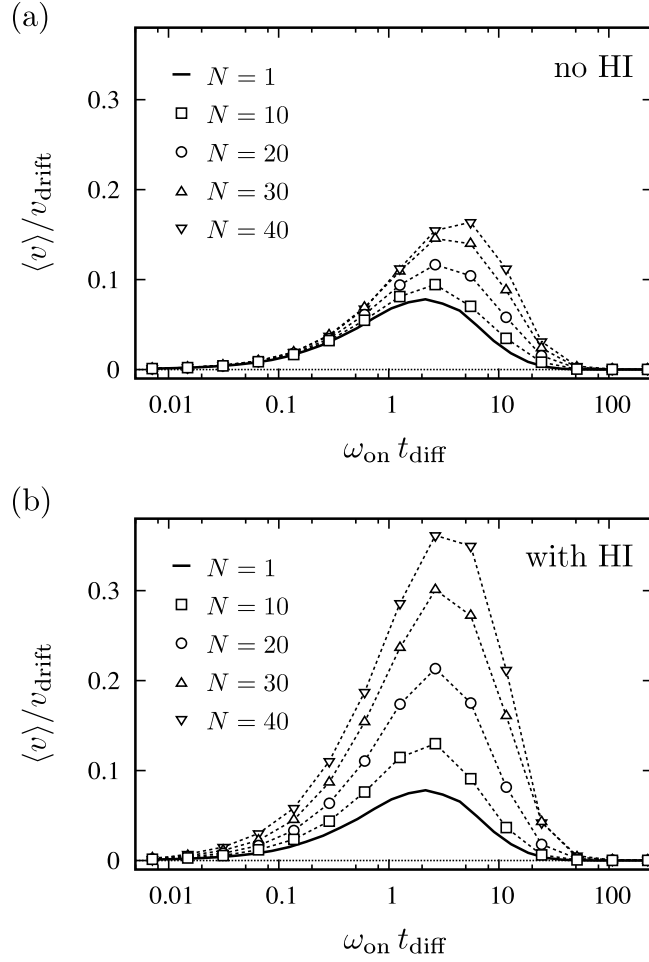 (a)
no HI
N = 1
N = 10
N = 20
N = 30
N = 40
⟨v⟩/v_drift
0.3
0.2
0.1
0
0.01 0.1 1 10 100
ω_on t_diff
(b)
with HI
N = 1
N = 10
N = 20
N = 30
N = 40
⟨v⟩/v_drift
0.3
0.2
0.1
0
0.01 0.1 1 10 100
ω_on t_diff